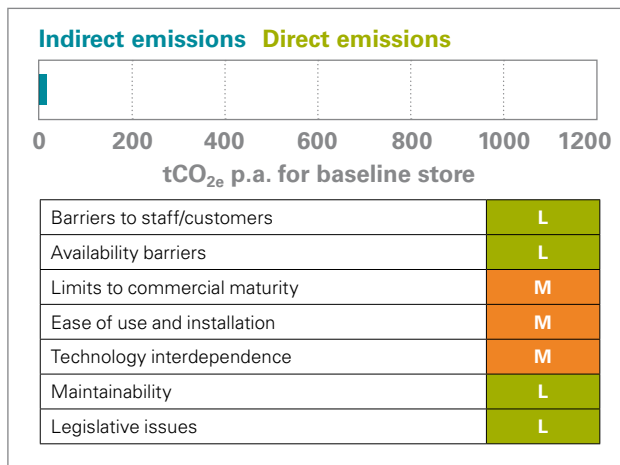 Indirect emissions Direct emissions
0 200 400 600 800 1000 1200
tCO2e p.a. for baseline store
Barriers to staff/customers L
Availability barriers L
Limits to commercial maturity M
Ease of use and installation M
Technology interdependence M
Maintainability L
Legislative issues L